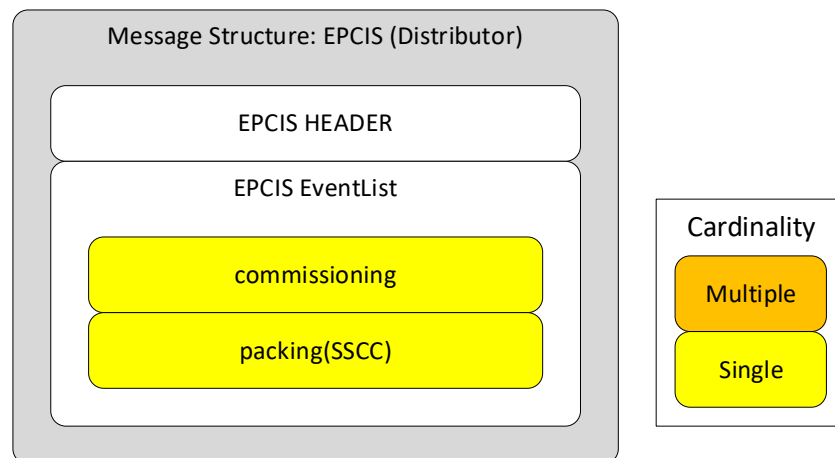 Message Structure: EPCIS (Distributor)
EPCIS HEADER
EPCIS EventList
commissioning
packing(SSCC)
Cardinality
Multiple
Single